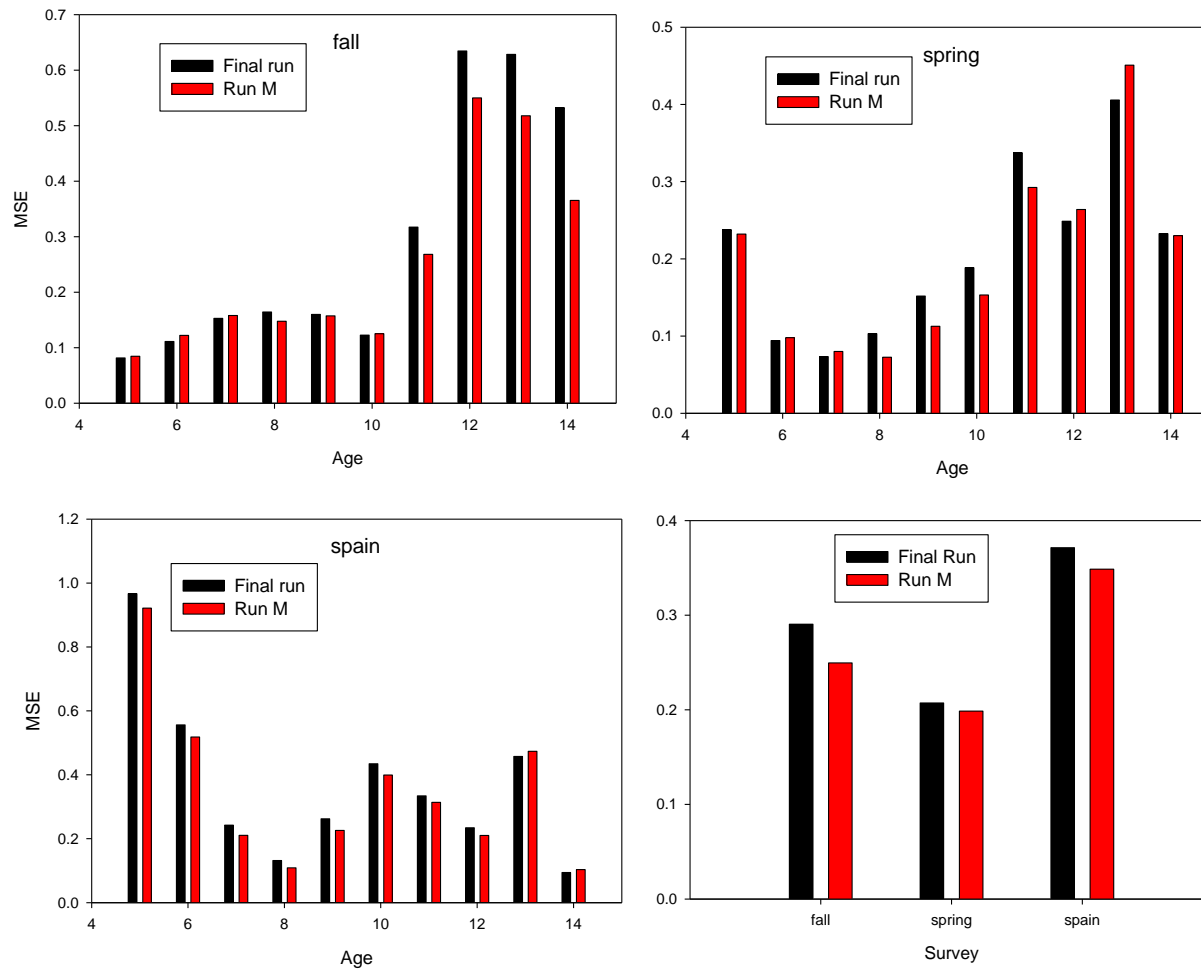 fall
Final run
Run M
MSE
0.7
0.6
0.5
0.4
0.3
0.2
0.1
0.0
4 6 8 10 12 14
Age
spring
Final run
Run M
0.5
0.4
0.3
0.2
0.1
0.0
4 6 8 10 12 14
Age
spain
Final run
Run M
MSE
1.2
1.0
0.8
0.6
0.4
0.2
0.0
4 6 8 10 12 14
Age
Final Run
Run M
0.4
0.3
0.2
0.1
0.0
fall spring spain
Survey